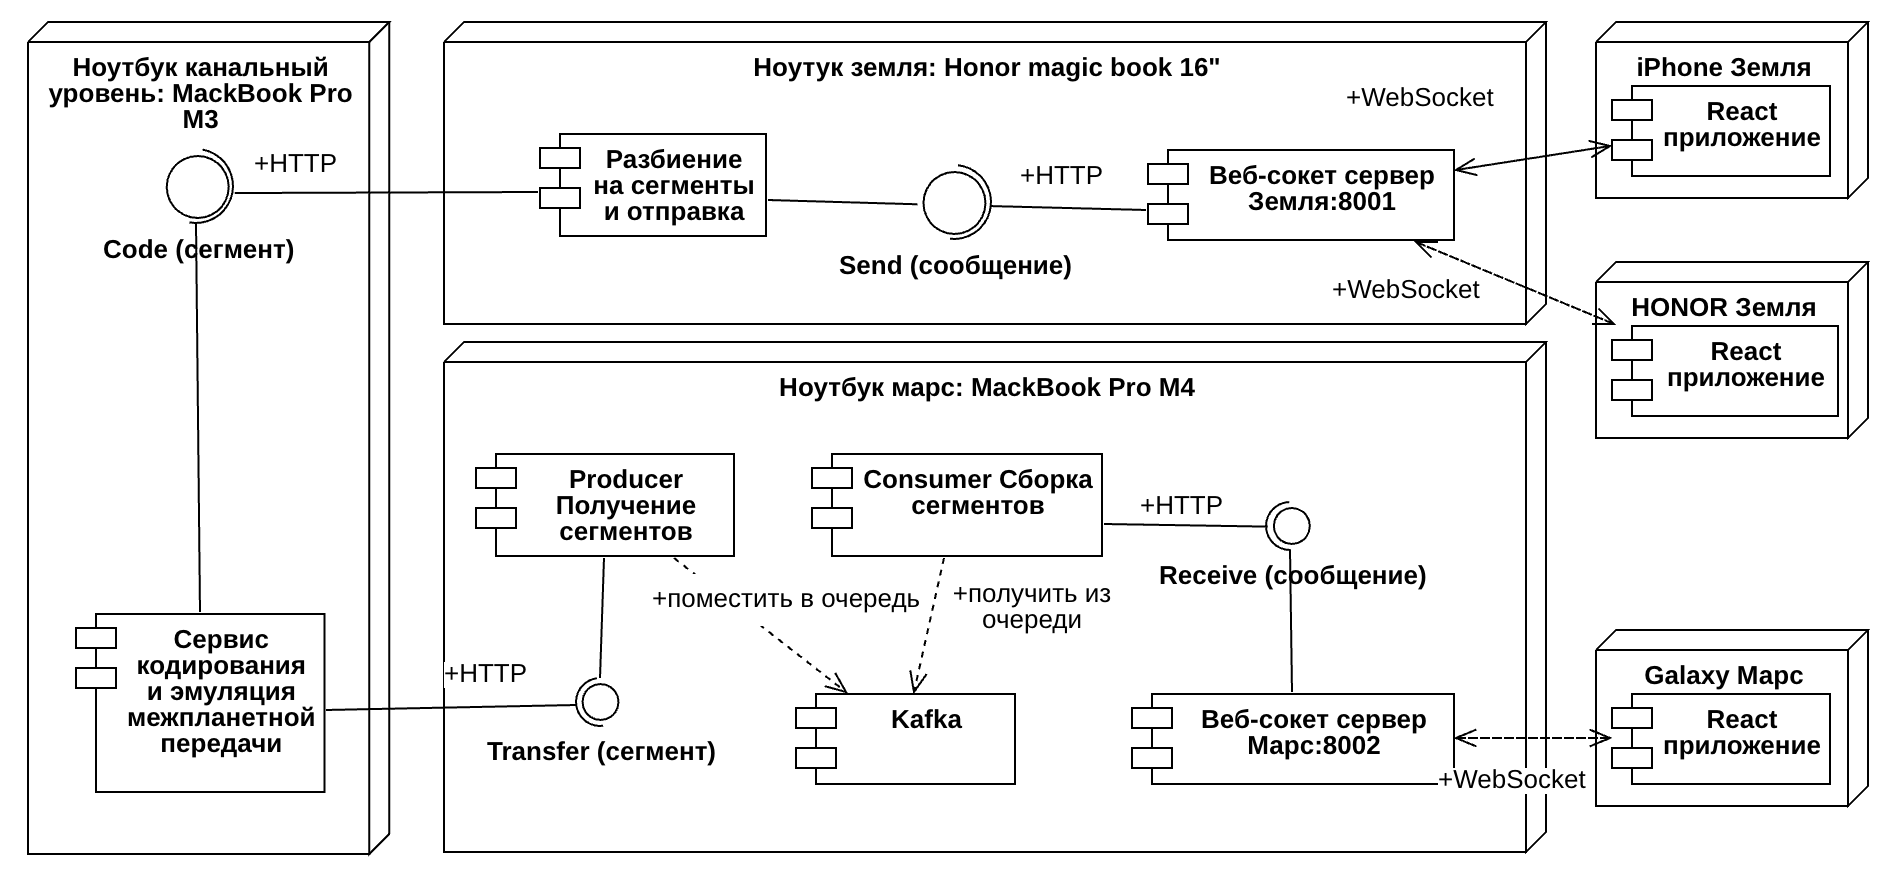 Ноутбук канальный
уровень: MackBook Pro
M3
+HTTP
Code (сегмент)
Сервис
кодирования
и эмуляция
межпланетной
передачи
Ноутук земля: Honor magic book 16"
+WebSocket
Разбиение
на сегменты
и отправка
+HTTP
Send (сообщение)
Веб-сокет сервер
Земля:8001
+WebSocket
iPhone Земля
React
приложение
HONOR Земля
React
приложение
Ноутбук марс: MackBook Pro M4
Producer
Получение
сегментов
Consumer Сборка
сегментов
+HTTP
Receive (сообщение)
+поместить в очередь
+получить из
очереди
+HTTP
Transfer (сегмент)
Kafka
Веб-сокет сервер
Марс:8002
+WebSocket
Galaxy Марс
React
приложение